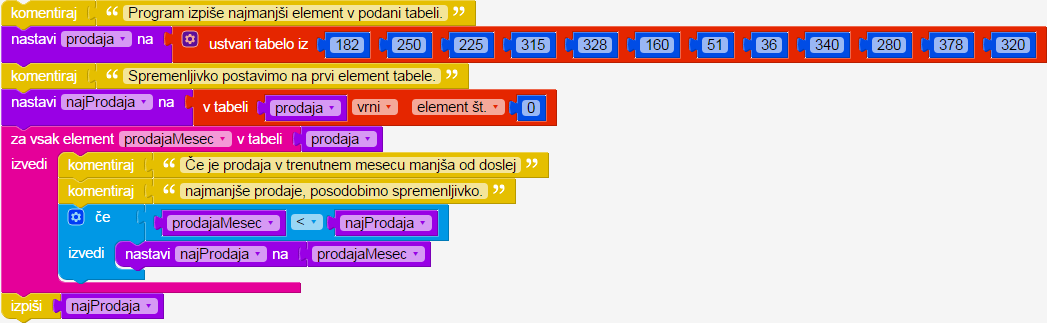 komentiraj “ Program izpiše najmanjši element v podani tabeli. ”
nastavi prodaja na ustvari tabelo iz 182 250 225 315 328 160 51 36 340 280 378 320
komentiraj “ Spremenljivko postavimo na prvi element tabele. ”
nastavi najProdaja na v tabeli prodaja vrni element št. 0
za vsak element prodajaMesec v tabeli prodaja
izvedi komentiraj “ Če je prodaja v trenutnem mesecu manjša od doslej ”
komentiraj “ najmanjše prodaje, posodobimo spremenljivko. ”
če prodajaMesec < najProdaja
izvedi nastavi najProdaja na prodajaMesec
izpiši najProdaja